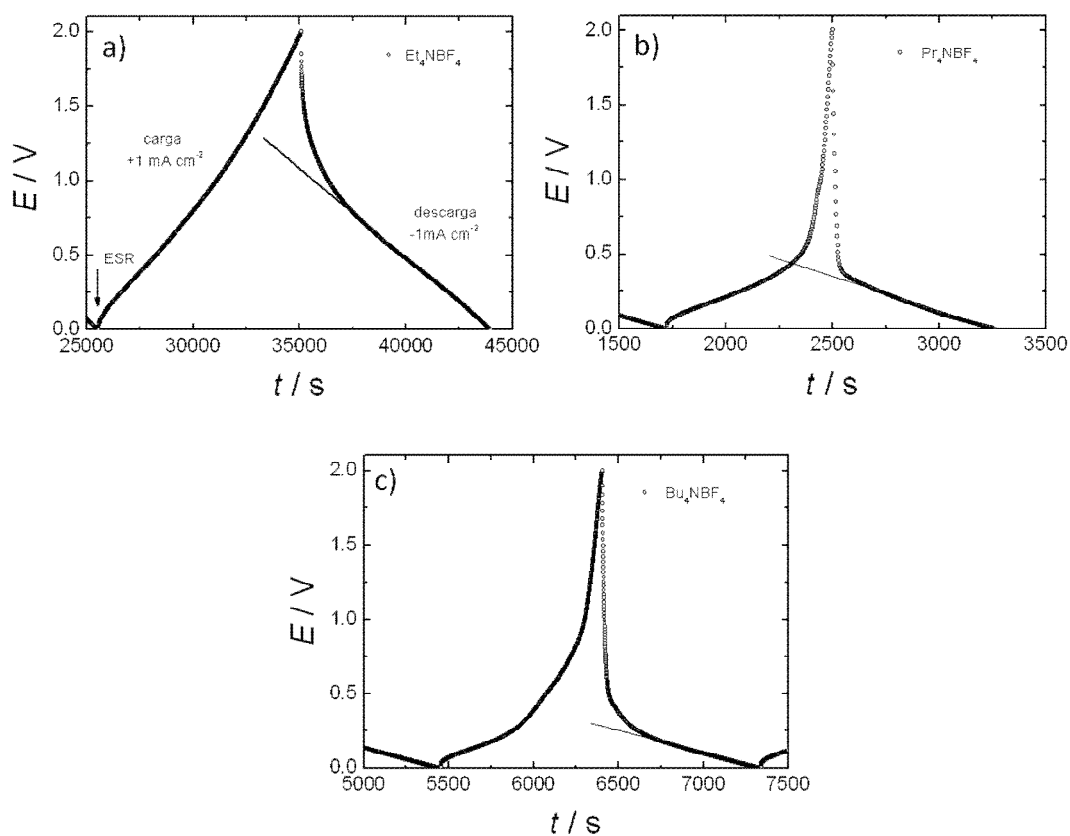 a)
Et₄NBF₄
carga
+1 mA cm⁻²
descarga
-1mA cm⁻²
ESR
E / V
2.0
1.5
1.0
0.5
0.0
25000 30000 35000 40000 45000
t / s
b)
Pr₄NBF₄
E / V
2.0
1.5
1.0
0.5
0.0
1500 2000 2500 3000 3500
t / s
c)
Bu₄NBF₄
E / V
2.0
1.5
1.0
0.5
0.0
5000 5500 6000 6500 7000 7500
t / s